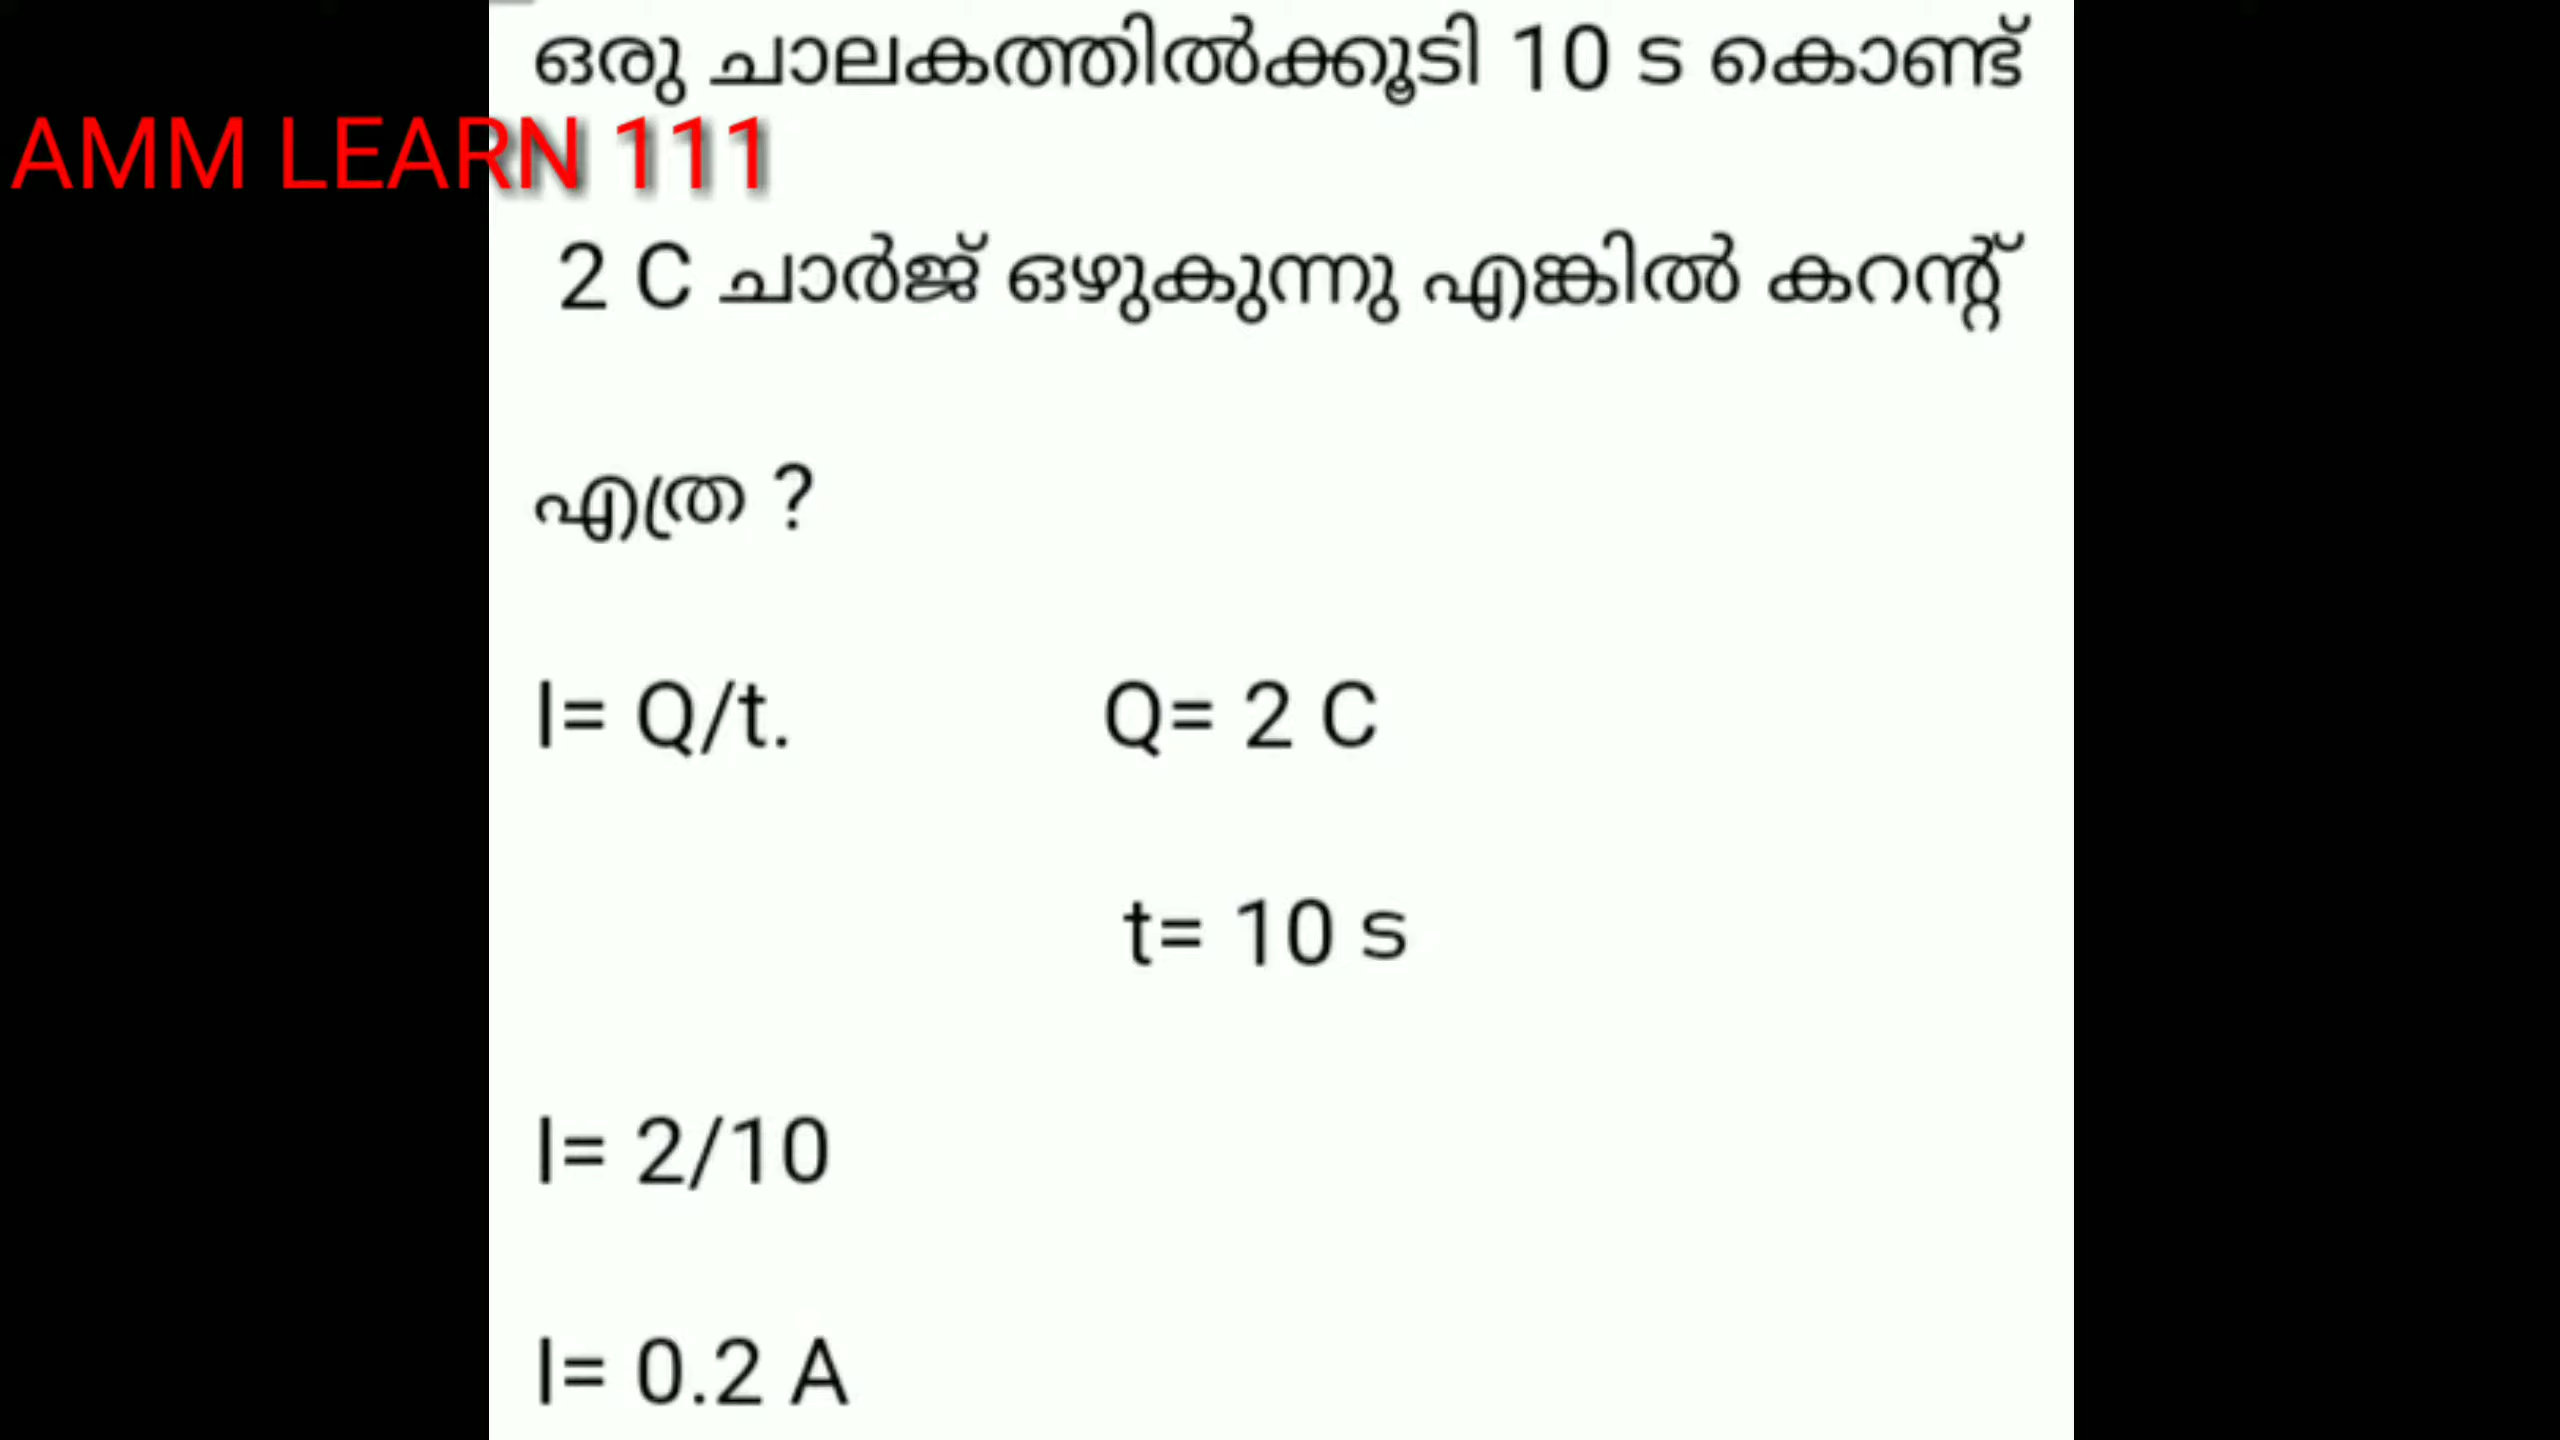 ഒരു ചാലകത്തിൽക്കൂടി 10 s കൊണ്ട്
AMM LEARN 111
2 C ചാർജ് ഒഴുകുന്നു എങ്കിൽ കറന്റ്
എത്ര ?
I= Q/t. Q= 2 C
t= 10 s
I= 2/10
I= 0.2 A